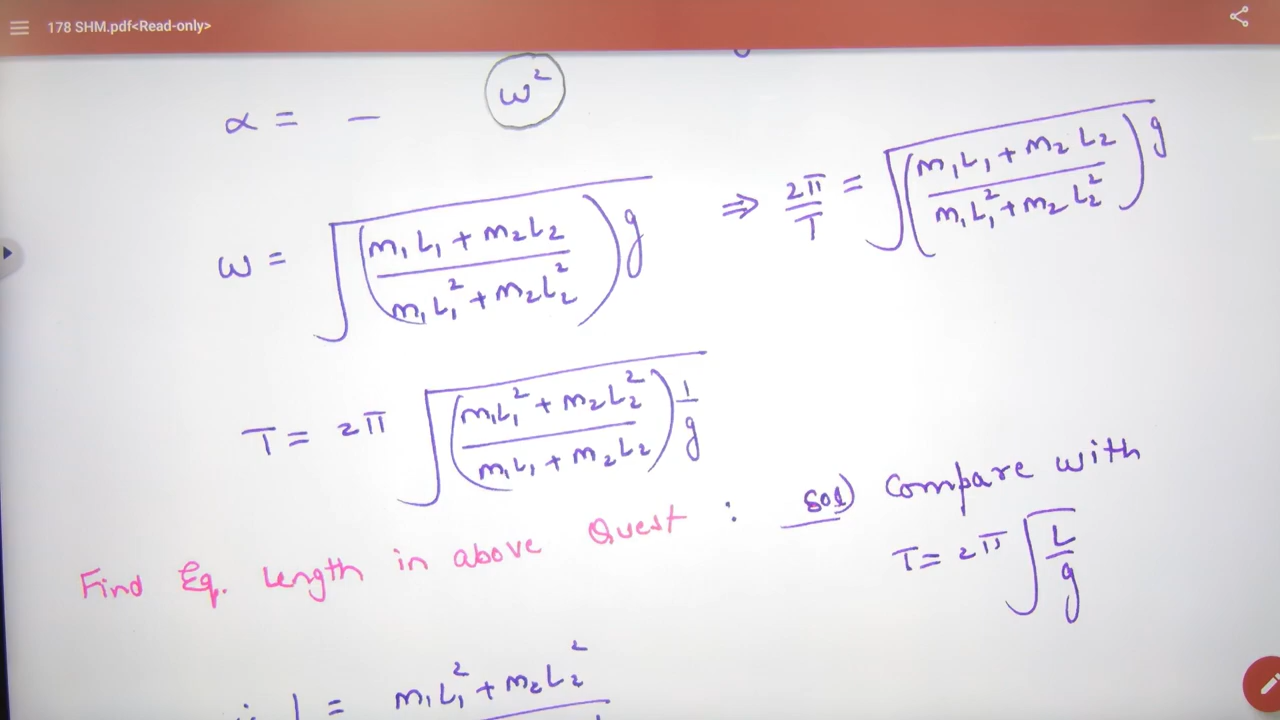 178 SHM.pdf<Read-only>
α = - ω²
ω = √((m₁L₁ + m₂L₂)/(m₁L₁² + m₂L₂²))g ⇒ 2π/T = √((m₁L₁ + m₂L₂)/(m₁L₁² + m₂L₂²))g
T = 2π √((m₁L₁² + m₂L₂²)/(m₁L₁ + m₂L₂))1/g
Find Eq. Length in above Quest : Sol) Compare with
T = 2π √(L/g)
∴ L = m₁L₁² + m₂L₂²